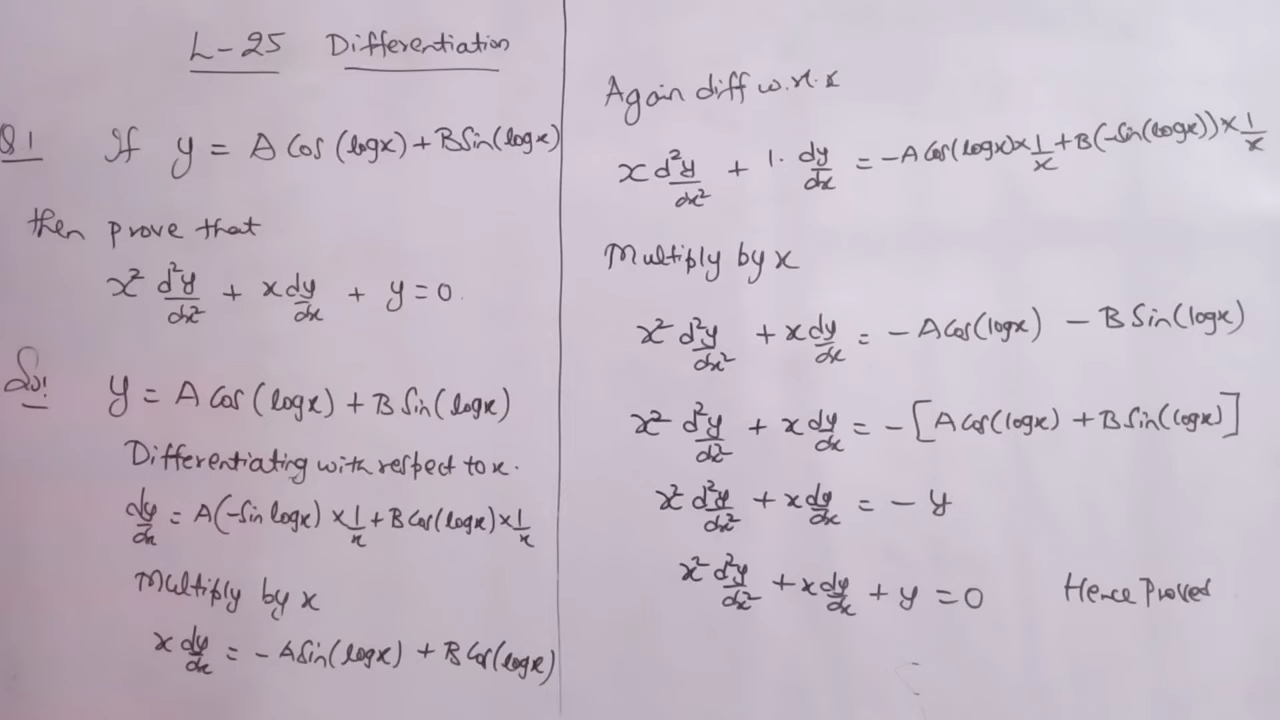 L-25 Differentiation
Q1 If y = A Cos (logx) + B Sin(logx)
then prove that
x² d²y/dx² + x dy/dx + y = 0.
Sol: y = A Cos (logx) + B Sin(logx)
Differentiating with respect to x.
dy/dx = A(-Sin logx) × 1/x + B Cos(logx) × 1/x
Multiply by x
x dy/dx = - A Sin(logx) + B Cos(logx)
Again diff w.r.x
x d²y/dx² + 1. dy/dx = -A Cos(logx) × 1/x + B(-Sin(logx)) × 1/x
Multiply by x
x² d²y/dx² + x dy/dx = - A Cos(logx) - B Sin(logx)
x² d²y/dx² + x dy/dx = - [A Cos(logx) + B Sin(logx)]
x² d²y/dx² + x dy/dx = - y
x² d²y/dx² + x dy/dx + y = 0 Hence Proved